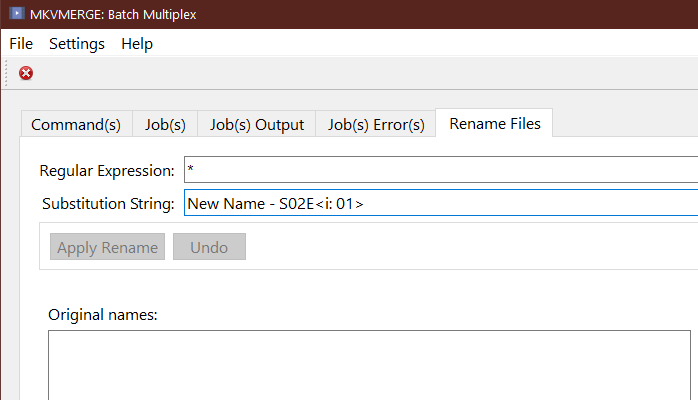 MKVMERGE: Batch Multiplex
File Settings Help
Command(s) Job(s) Job(s) Output Job(s) Error(s) Rename Files
Regular Expression: *
Substitution String: New Name - S02E<i: 01>
Apply Rename Undo
Original names: